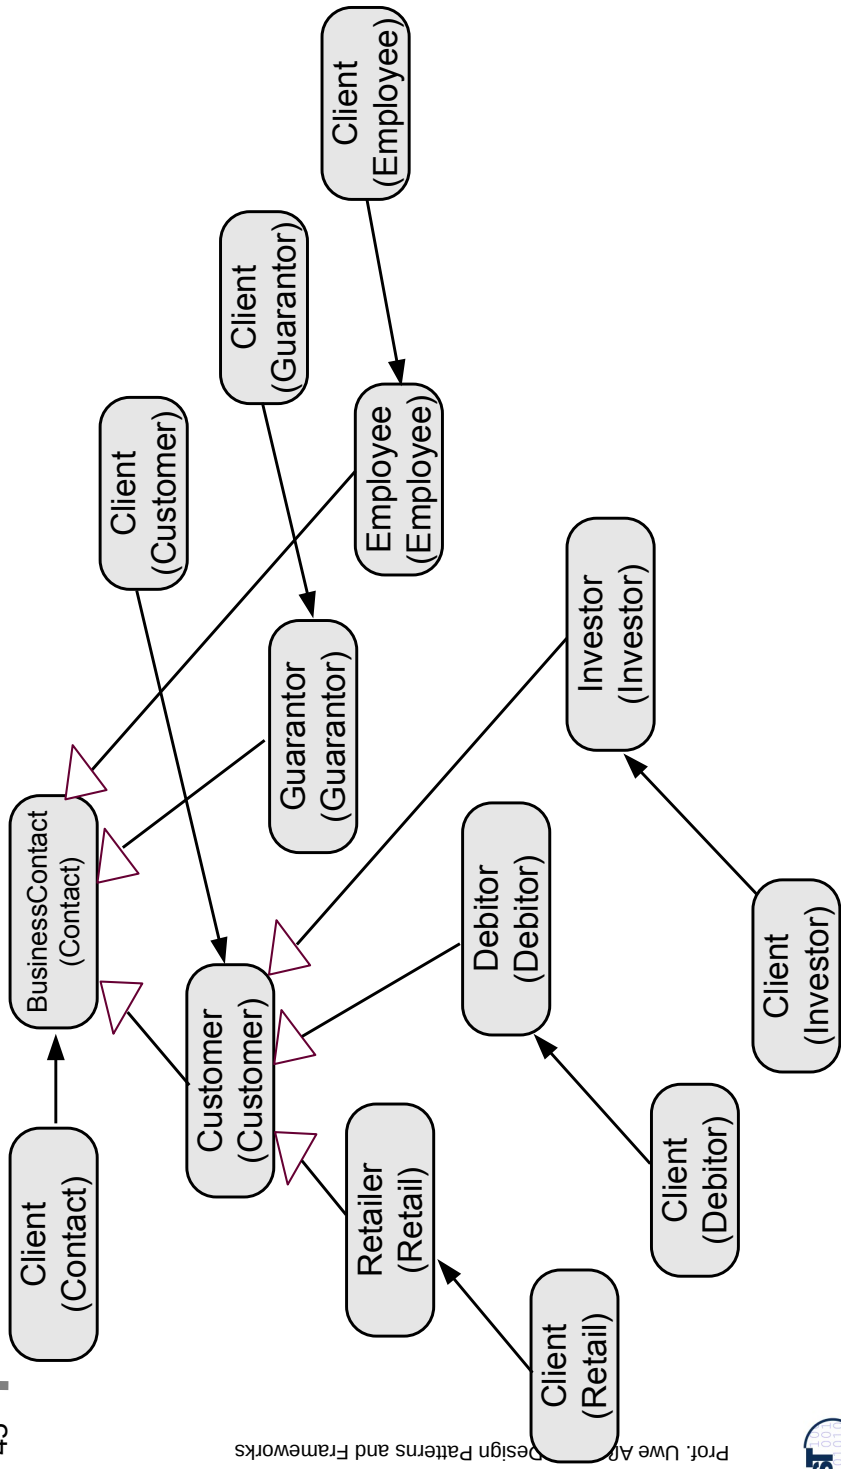 Client
(Contact)
BusinessContact
(Contact)
Client
(Customer)
Client
(Guarantor)
Client
(Employee)
Customer
(Customer)
Guarantor
(Guarantor)
Employee
(Employee)
Retailer
(Retail)
Debitor
(Debitor)
Investor
(Investor)
Client
(Retail)
Client
(Debitor)
Client
(Investor)
Prof. Uwe Design Patterns and Frameworks